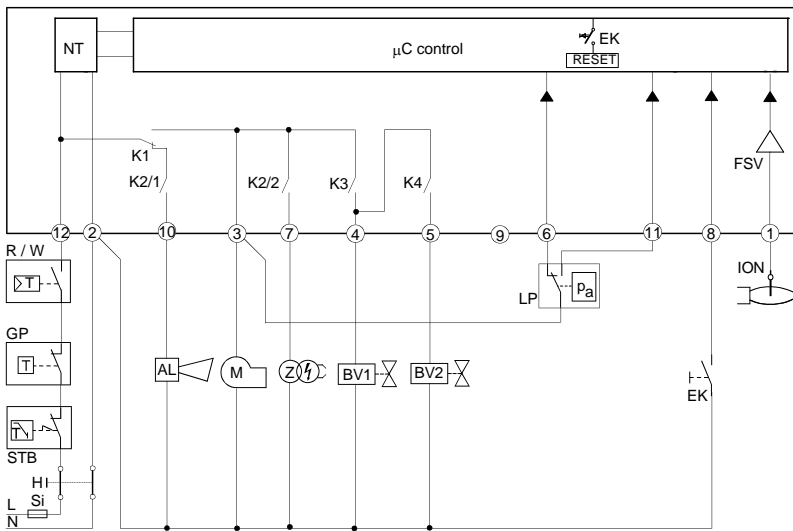 NT
µC control
EK
RESET
K1
K2/1
K2/2
K3
K4
FSV
12
2
10
3
7
4
5
9
6
11
8
1
R / W
T
LP
pa
ION
GP
T
AL
M
Z
BV1
BV2
EK
T
STB
H
Si
L
N